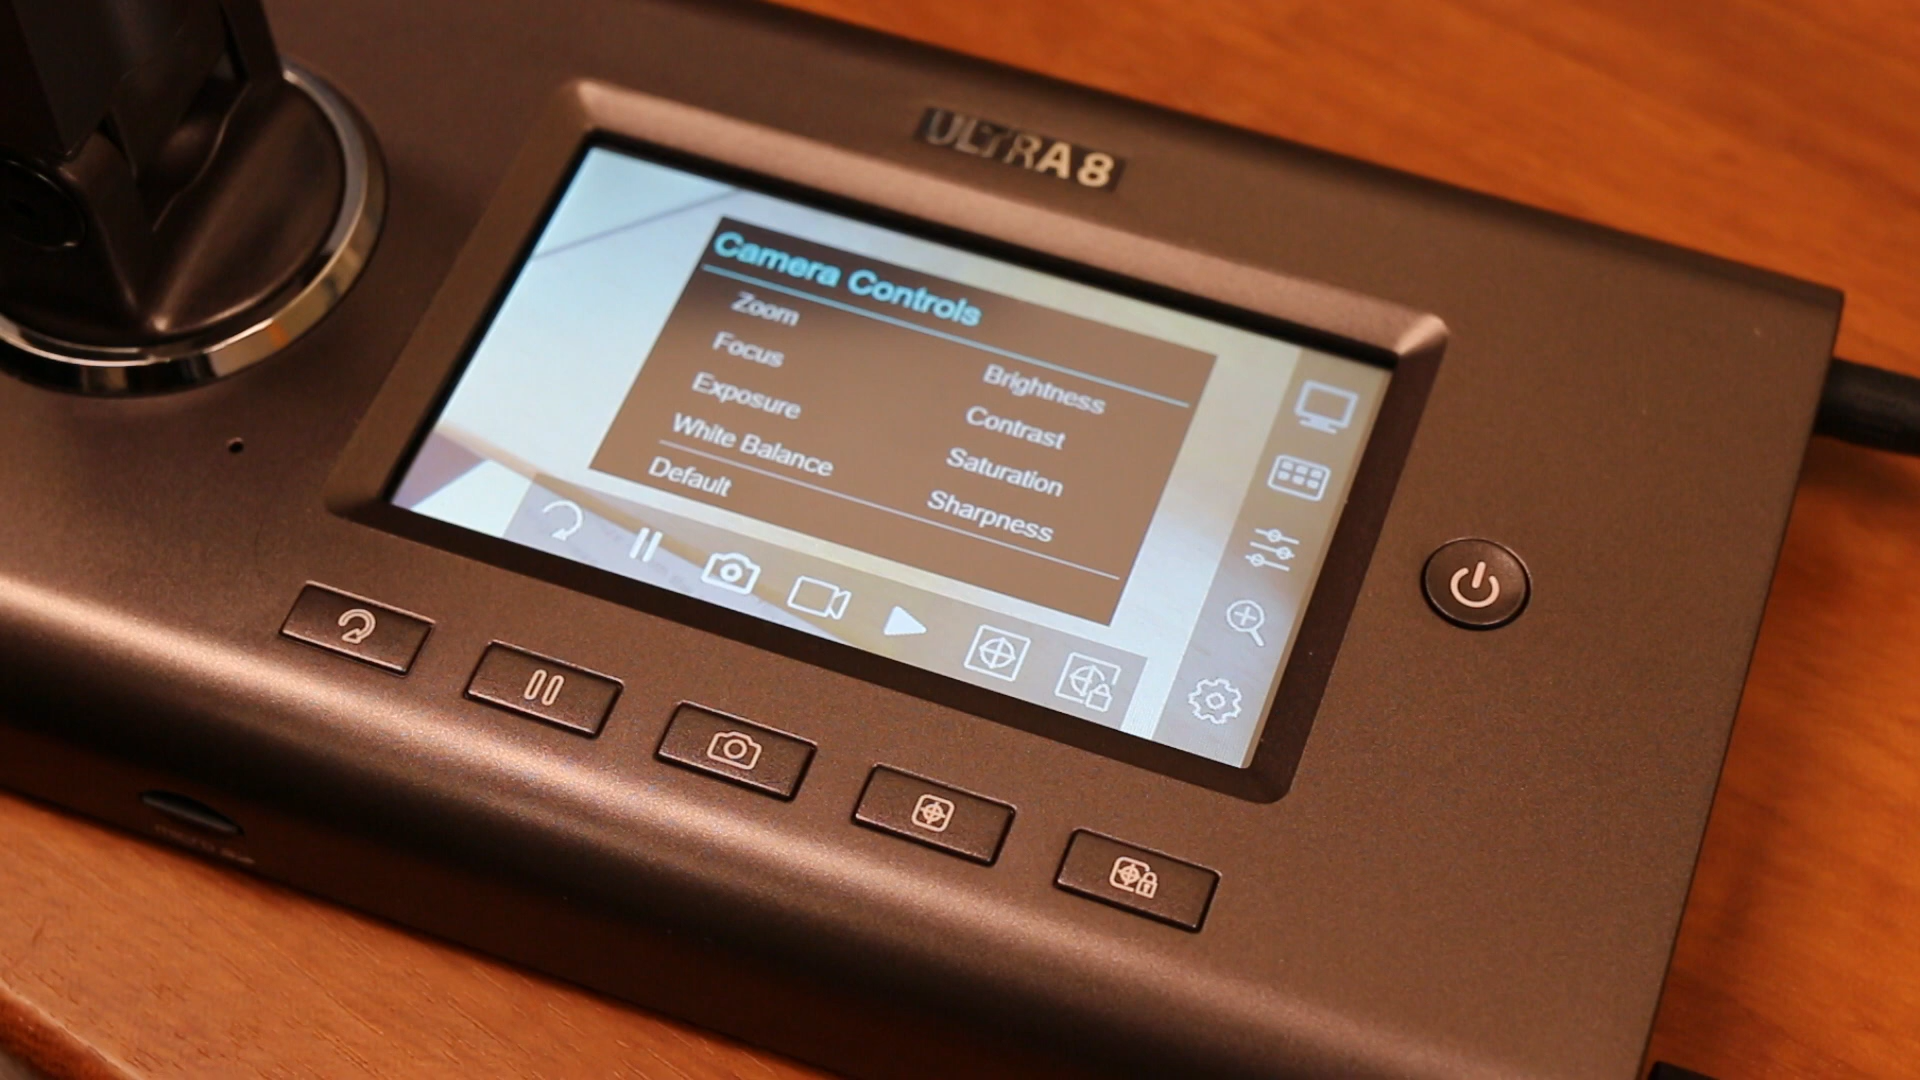 ULTRA8
Camera Controls
Zoom
Focus
Exposure
White Balance
Default
Brightness
Contrast
Saturation
Sharpness